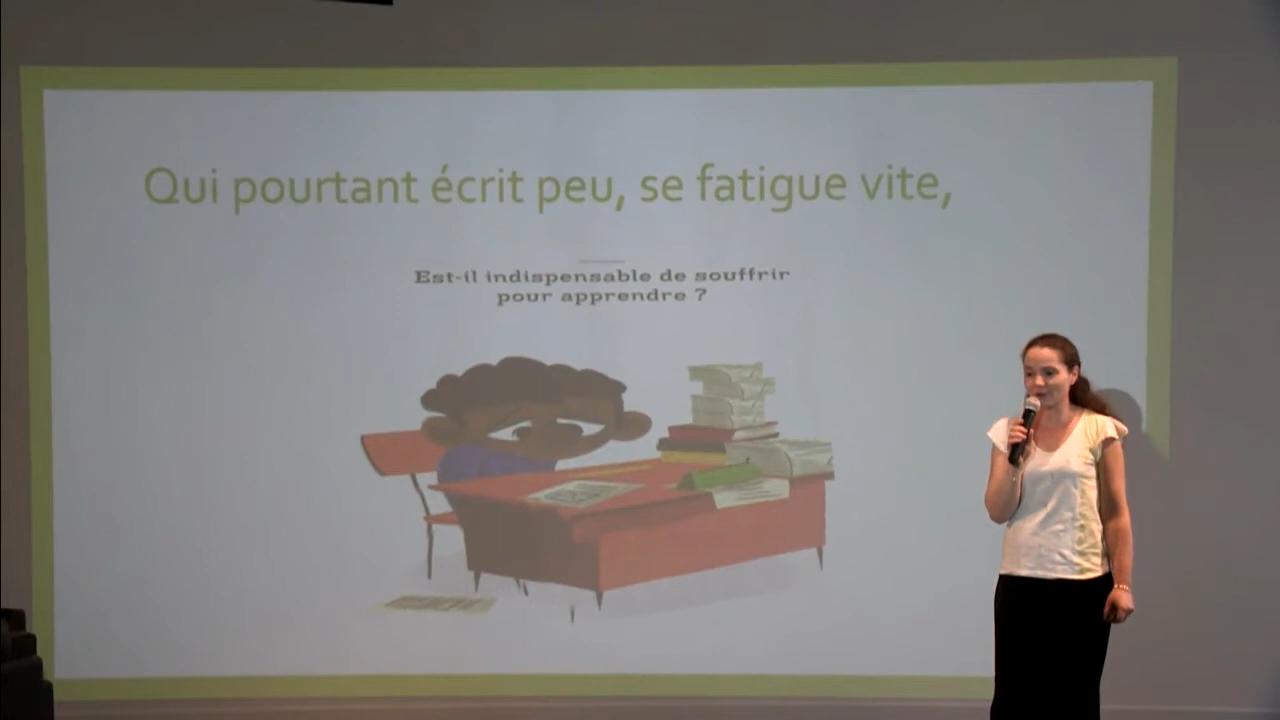 Qui pourtant écrit peu, se fatigue vite,
Est-il indispensable de souffrir
pour apprendre ?